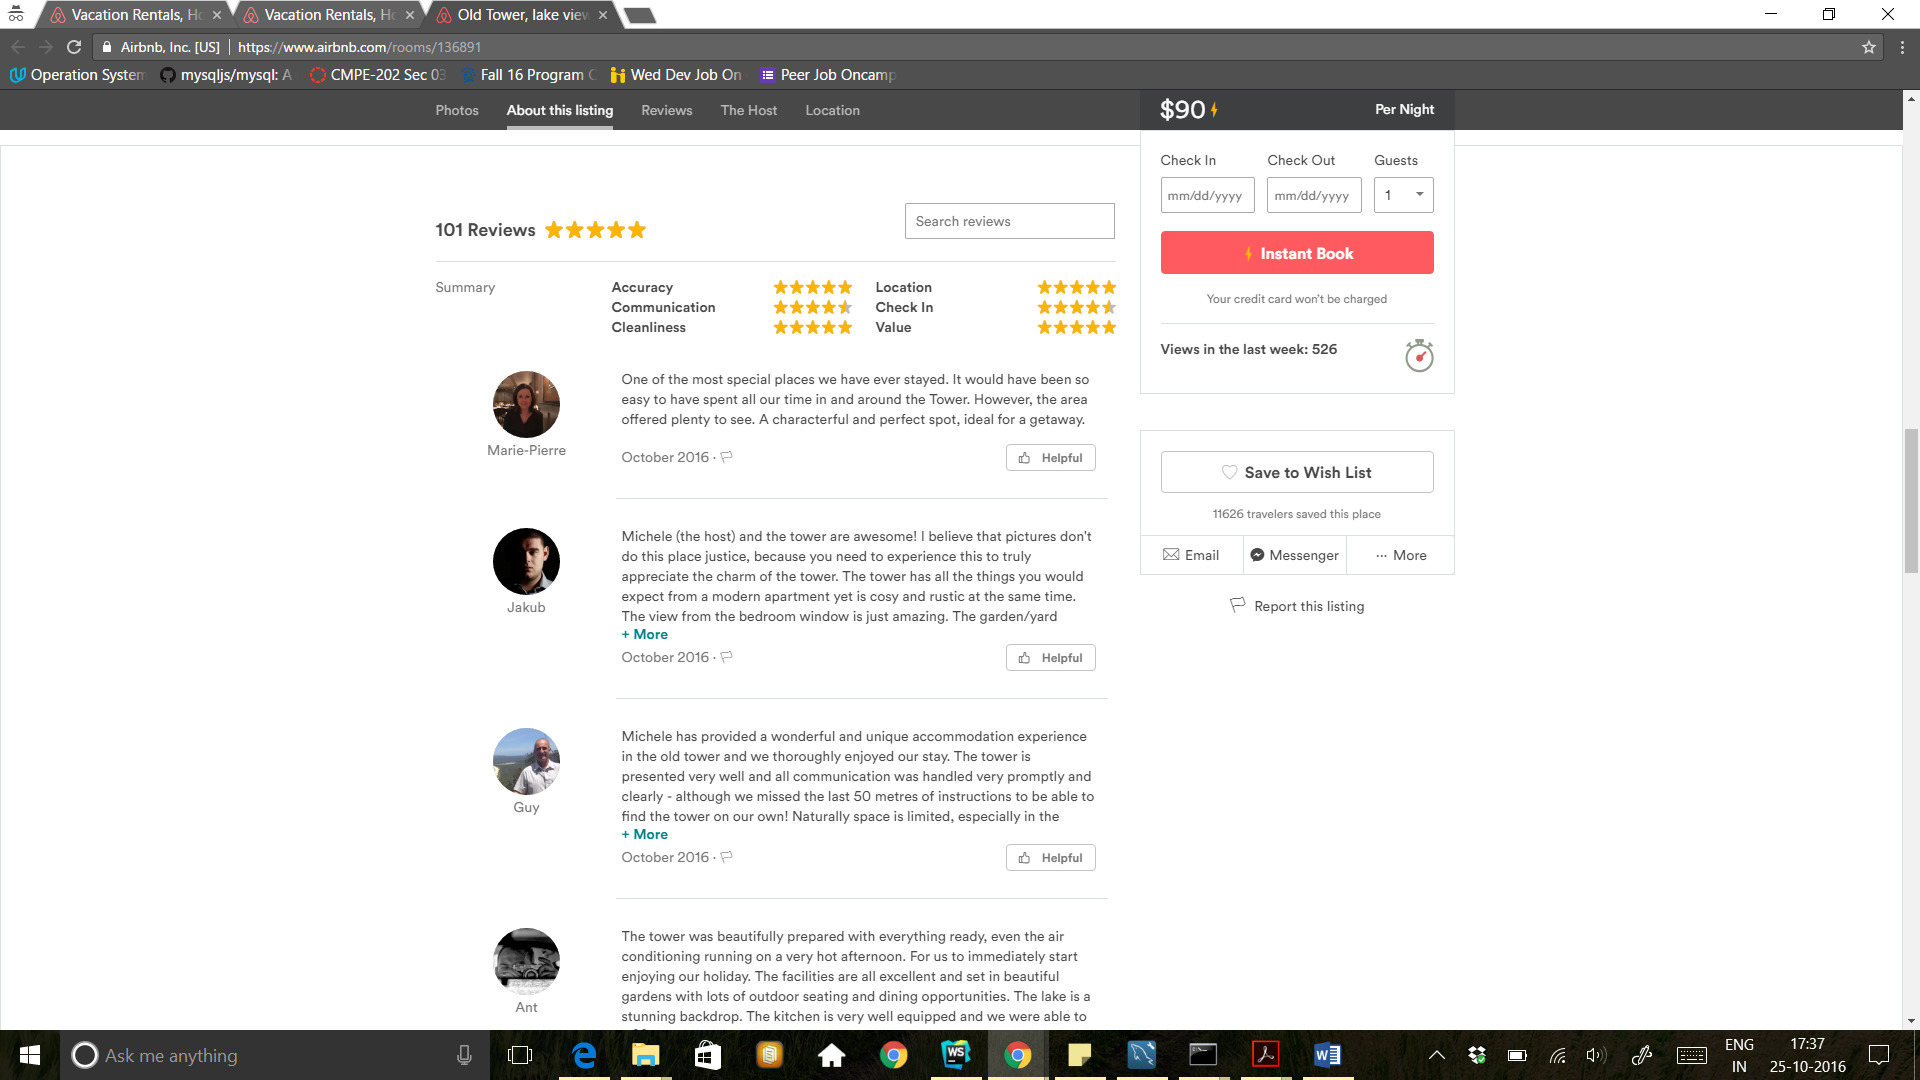 Vacation Rentals, Ho
Vacation Rentals, Ho
Old Tower, lake view
Airbnb, Inc. [US]
https://www.airbnb.com/rooms/136891
Operation System
mysqljs/mysql: A
CMPE-202 Sec 03
Fall 16 Program C
Wed Dev Job On
Peer Job Oncamp
Photos
About this listing
Reviews
The Host
Location
$90
Per Night
Check In
Check Out
Guests
mm/dd/yyyy
mm/dd/yyyy
1
Instant Book
Your credit card won't be charged
Views in the last week: 526
Save to Wish List
11626 travelers saved this place
Email
Messenger
··· More
Report this listing
101 Reviews
Search reviews
Summary
Accuracy
Communication
Cleanliness
Location
Check In
Value
Marie-Pierre
One of the most special places we have ever stayed. It would have been so
easy to have spent all our time in and around the Tower. However, the area
offered plenty to see. A characterful and perfect spot, ideal for a getaway.
October 2016 ·
Helpful
Jakub
Michele (the host) and the tower are awesome! I believe that pictures don't
do this place justice, because you need to experience this to truly
appreciate the charm of the tower. The tower has all the things you would
expect from a modern apartment yet is cosy and rustic at the same time.
The view from the bedroom window is just amazing. The garden/yard
+ More
October 2016 ·
Helpful
Guy
Michele has provided a wonderful and unique accommodation experience
in the old tower and we thoroughly enjoyed our stay. The tower is
presented very well and all communication was handled very promptly and
clearly - although we missed the last 50 metres of instructions to be able to
find the tower on our own! Naturally space is limited, especially in the
+ More
October 2016 ·
Helpful
Ant
The tower was beautifully prepared with everything ready, even the air
conditioning running on a very hot afternoon. For us to immediately start
enjoying our holiday. The facilities are all excellent and set in beautiful
gardens with lots of outdoor seating and dining opportunities. The lake is a
stunning backdrop. The kitchen is very well equipped and we were able to
Ask me anything
WS
ENG
IN
17:37
25-10-2016